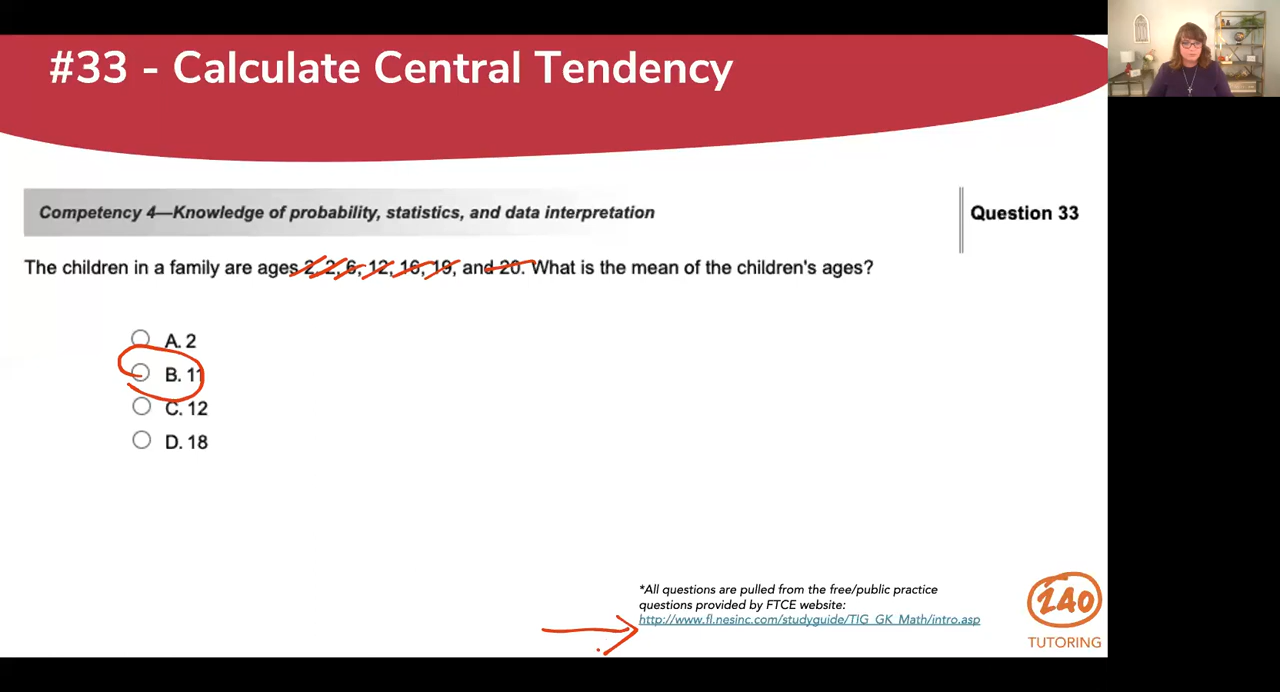 #33 - Calculate Central Tendency
Competency 4—Knowledge of probability, statistics, and data interpretation
Question 33
The children in a family are ages 2, 2, 6, 12, 16, 19, and 20. What is the mean of the children's ages?
A. 2
B. 11
C. 12
D. 18
*All questions are pulled from the free/public practice
questions provided by FTCE website:
http://www.fl.nesinc.com/studyguide/TIG_GK_Math/intro.asp
240
TUTORING